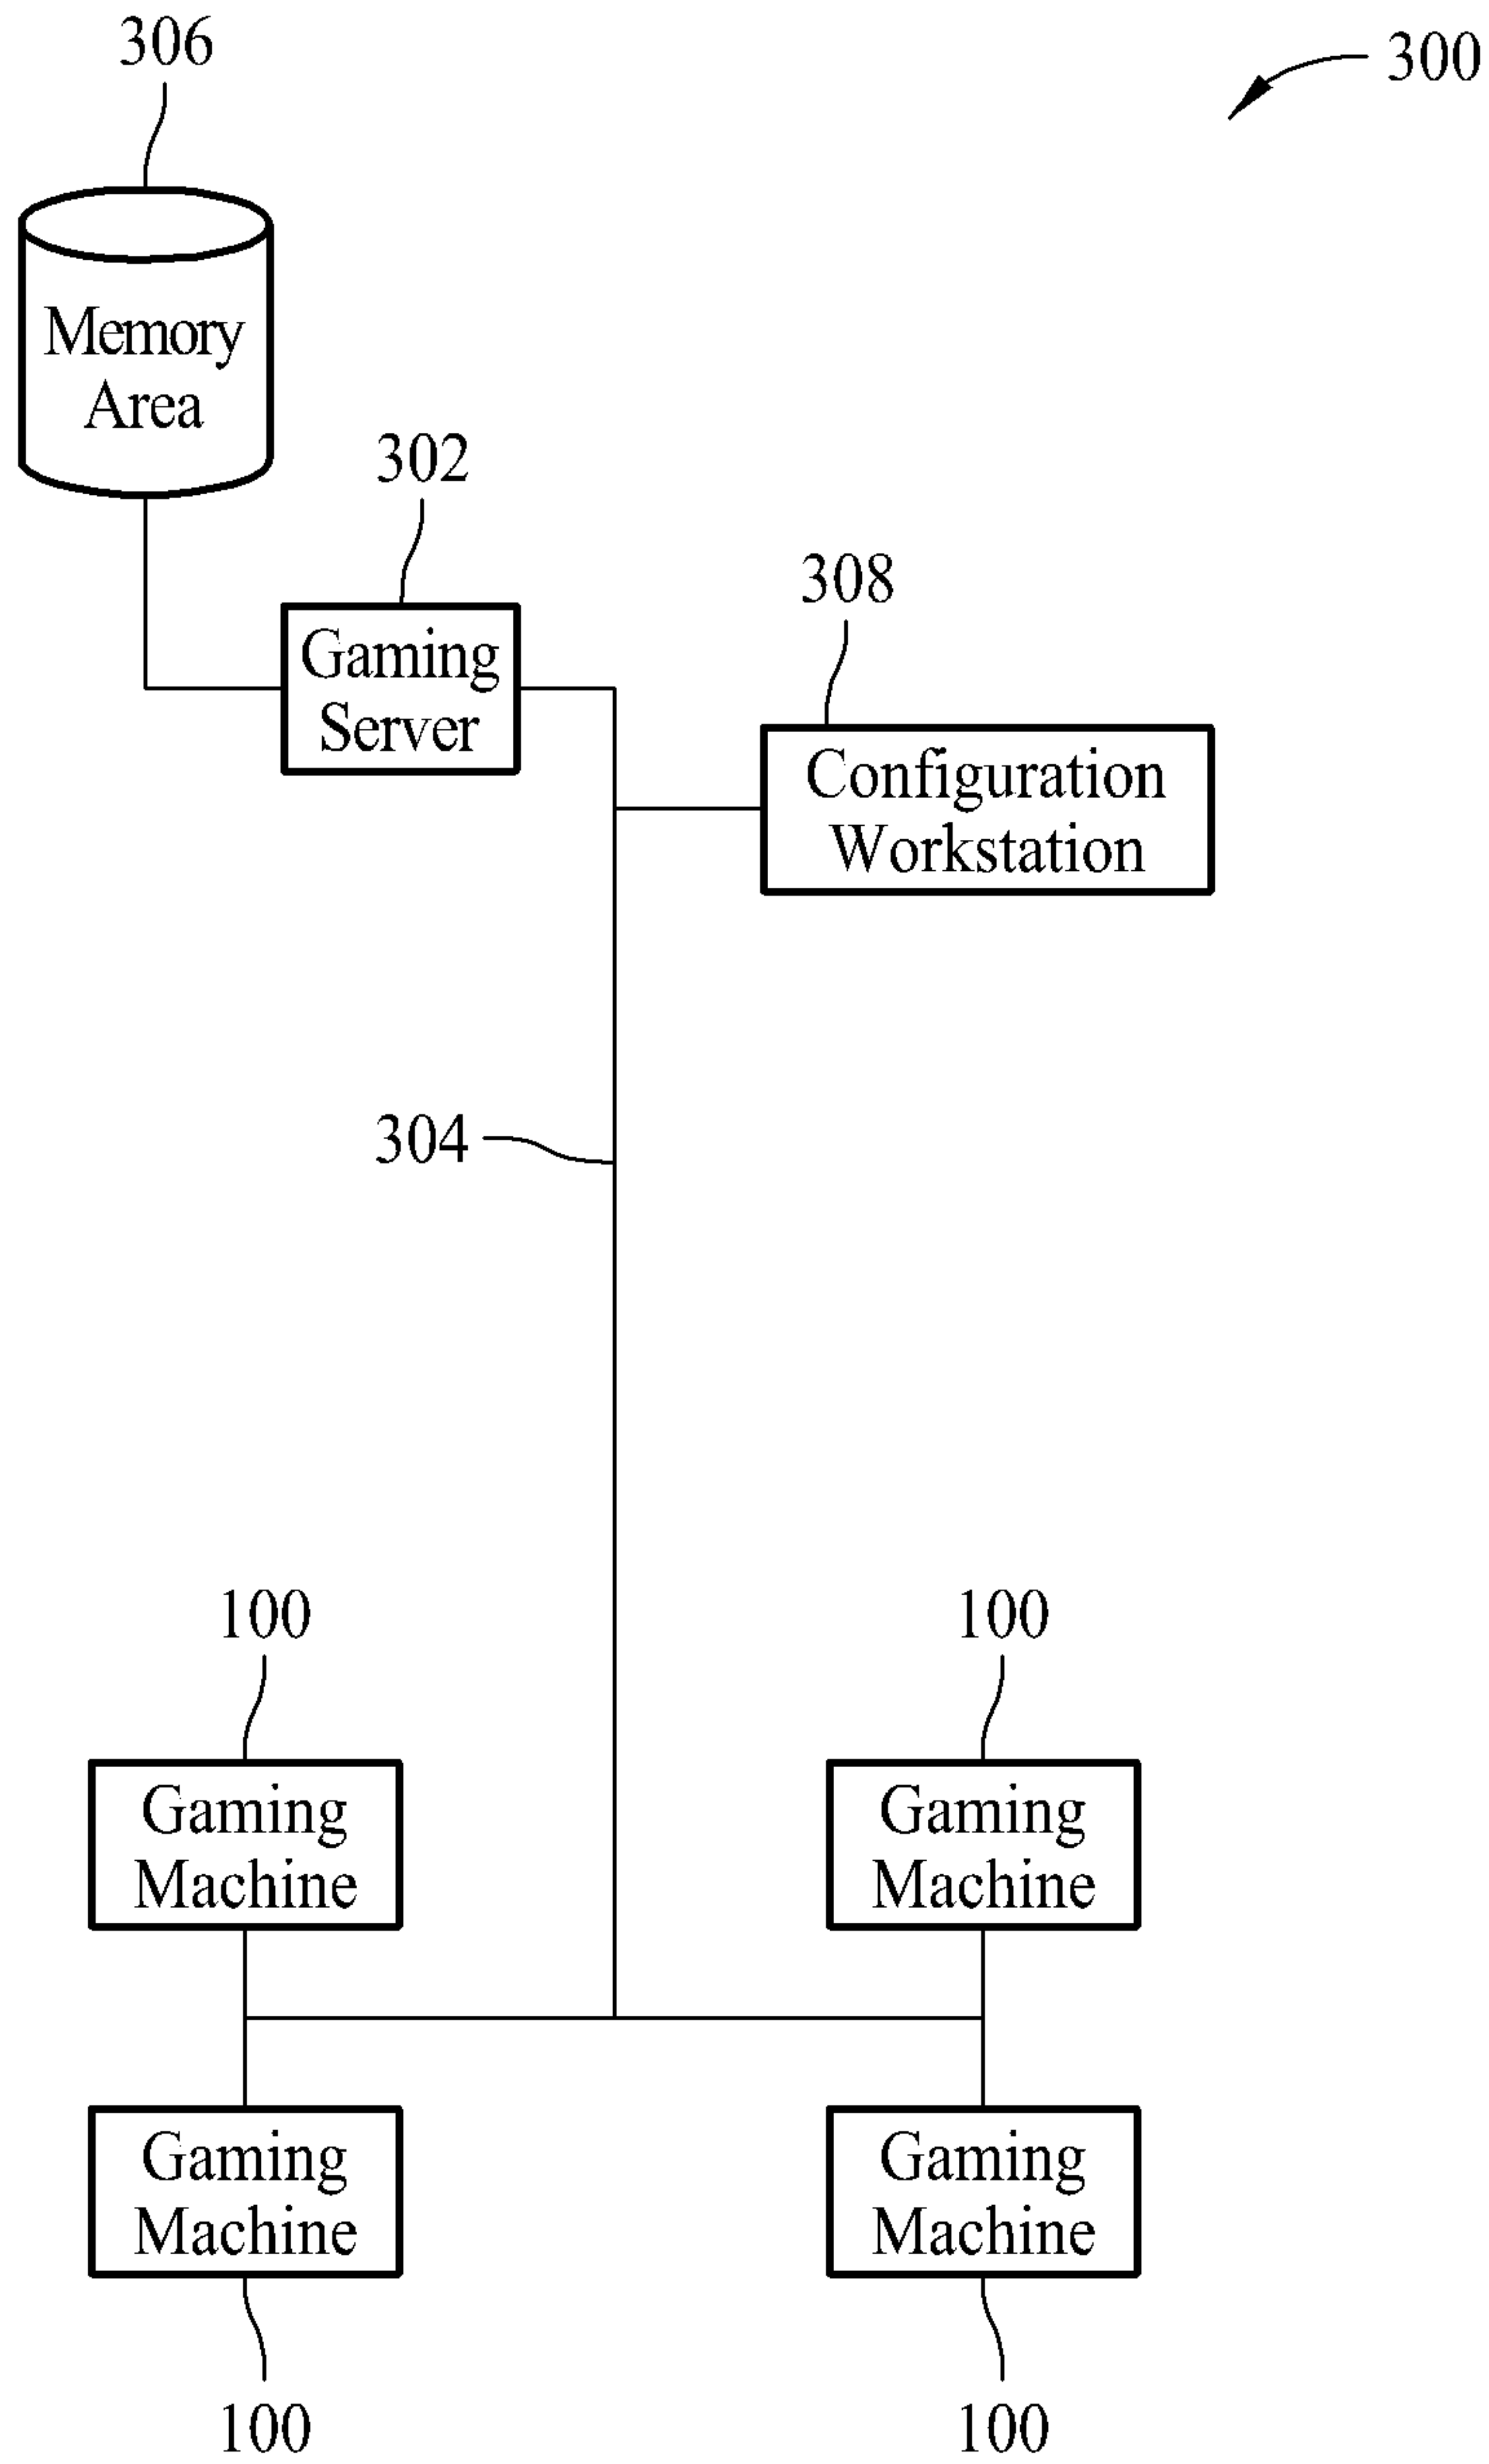 306
300
Memory
Area
302
Gaming
Server
308
Configuration
Workstation
304
100
100
Gaming
Machine
Gaming
Machine
Gaming
Machine
Gaming
Machine
100
100